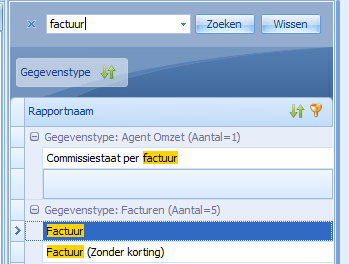 factuur Zoeken Wissen
Gegevenstype
Rapportnaam
Gegevenstype: Agent Omzet (Aantal=1)
Commissiestaat per factuur
Gegevenstype: Facturen (Aantal=5)
Factuur
Factuur (Zonder korting)